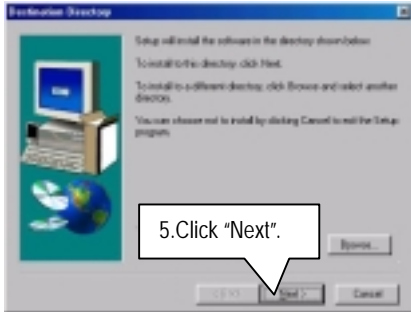 Destination Directory
Setup will install the software in the directory shown below.
To install to this directory, click Next.
To install to a different directory, click Browse and select another
directory.
You can choose not to install by clicking Cancel to exit the Setup
program.
5.Click “Next”.
Browse...
Next >
Cancel